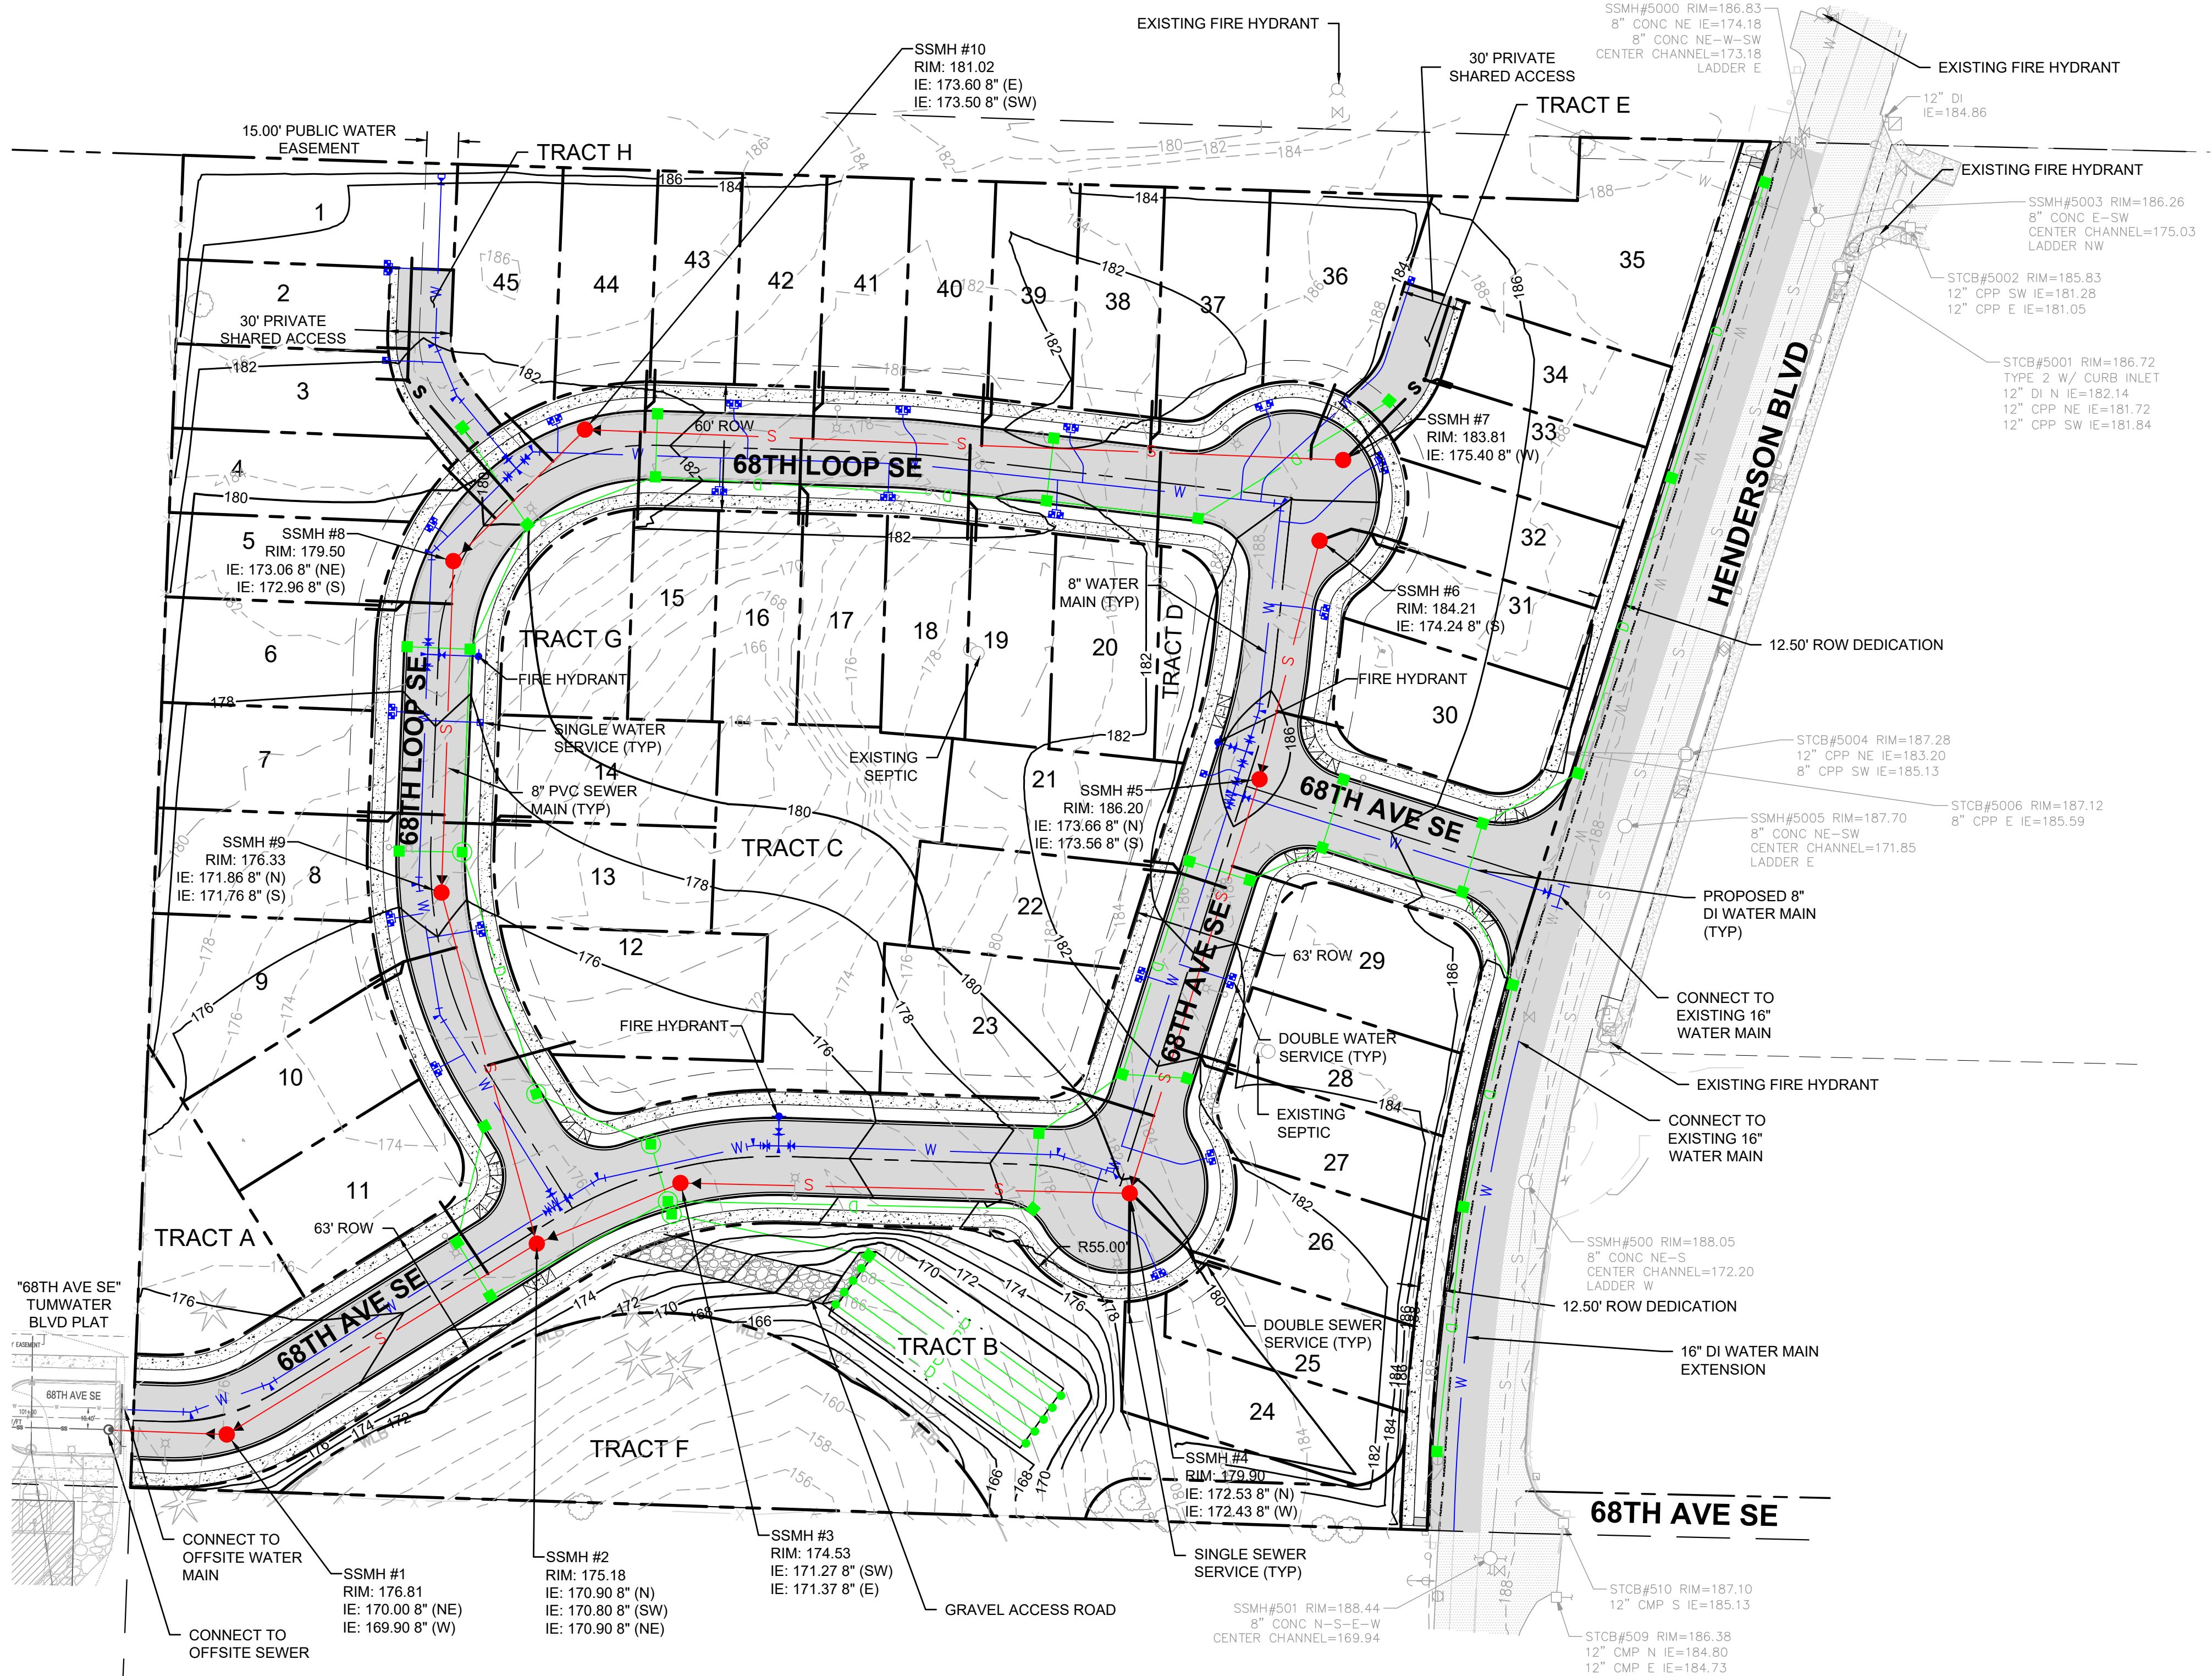 EXISTING FIRE HYDRANT
SSMH #10
RIM: 181.02
IE: 173.60 8" (E)
IE: 173.50 8" (SW)
30' PRIVATE
SHARED ACCESS
TRACT E
SSMH#5000 RIM=186.83
8" CONC NE IE=174.18
8" CONC NE-W-SW
CENTER CHANNEL=173.18
LADDER E
EXISTING FIRE HYDRANT
12" DI
IE=184.86
EXISTING FIRE HYDRANT
SSMH#5003 RIM=186.26
8" CONC E-SW
CENTER CHANNEL=175.03
LADDER NW
STCB#5002 RIM=185.83
12" CPP SW IE=181.28
12" CPP E IE=181.05
STCB#5001 RIM=186.72
TYPE 2 W/ CURB INLET
12" DI N IE=182.14
12" CPP NE IE=181.72
12" CPP SW IE=181.84
15.00' PUBLIC WATER
EASEMENT
TRACT H
1
2
3
4
5
6
7
8
9
10
11
12
13
14
15
16
17
18
19
20
21
22
23
24
25
26
27
28
29
30
31
32
33
34
35
36
37
38
39
40
41
42
43
44
45
30' PRIVATE
SHARED ACCESS
60' ROW
68TH LOOP SE
SSMH #7
RIM: 183.81
IE: 175.40 8" (W)
HENDERSON BLVD
SSMH #8
RIM: 179.50
IE: 173.06 8" (NE)
IE: 172.96 8" (S)
8" WATER
MAIN (TYP)
SSMH #6
RIM: 184.21
IE: 174.24 8" (S)
TRACT G
TRACT D
12.50' ROW DEDICATION
FIRE HYDRANT
FIRE HYDRANT
68TH LOOP SE
SINGLE WATER
SERVICE (TYP)
EXISTING
SEPTIC
8" PVC SEWER
MAIN (TYP)
SSMH #5
RIM: 186.20
IE: 173.66 8" (N)
IE: 173.56 8" (S)
68TH AVE SE
STCB#5004 RIM=187.28
12" CPP NE IE=183.20
8" CPP SW IE=185.13
STCB#5006 RIM=187.12
8" CPP E IE=185.59
SSMH#5005 RIM=187.70
8" CONC NE-SW
CENTER CHANNEL=171.85
LADDER E
SSMH #9
RIM: 176.33
IE: 171.86 8" (N)
IE: 171.76 8" (S)
TRACT C
PROPOSED 8"
DI WATER MAIN
(TYP)
63' ROW
68TH AVE SE
CONNECT TO
EXISTING 16"
WATER MAIN
FIRE HYDRANT
DOUBLE WATER
SERVICE (TYP)
EXISTING FIRE HYDRANT
EXISTING
SEPTIC
CONNECT TO
EXISTING 16"
WATER MAIN
TRACT A
63' ROW
R55.00'
SSMH#500 RIM=188.05
8" CONC NE-S
CENTER CHANNEL=172.20
LADDER W
12.50' ROW DEDICATION
"68TH AVE SE"
TUMWATER
BLVD PLAT
68TH AVE SE
68TH AVE SE
TRACT B
DOUBLE SEWER
SERVICE (TYP)
16" DI WATER MAIN
EXTENSION
TRACT F
SSMH #4
RIM: 179.90
IE: 172.53 8" (N)
IE: 172.43 8" (W)
68TH AVE SE
CONNECT TO
OFFSITE WATER
MAIN
SSMH #1
RIM: 176.81
IE: 170.00 8" (NE)
IE: 169.90 8" (W)
SSMH #2
RIM: 175.18
IE: 170.90 8" (N)
IE: 170.80 8" (SW)
IE: 170.90 8" (NE)
SSMH #3
RIM: 174.53
IE: 171.27 8" (SW)
IE: 171.37 8" (E)
SINGLE SEWER
SERVICE (TYP)
GRAVEL ACCESS ROAD
CONNECT TO
OFFSITE SEWER
SSMH#501 RIM=188.44
8" CONC N-S-E-W
CENTER CHANNEL=169.94
STCB#510 RIM=187.10
12" CMP S IE=185.13
STCB#509 RIM=186.38
12" CMP N IE=184.80
12" CMP E IE=184.73